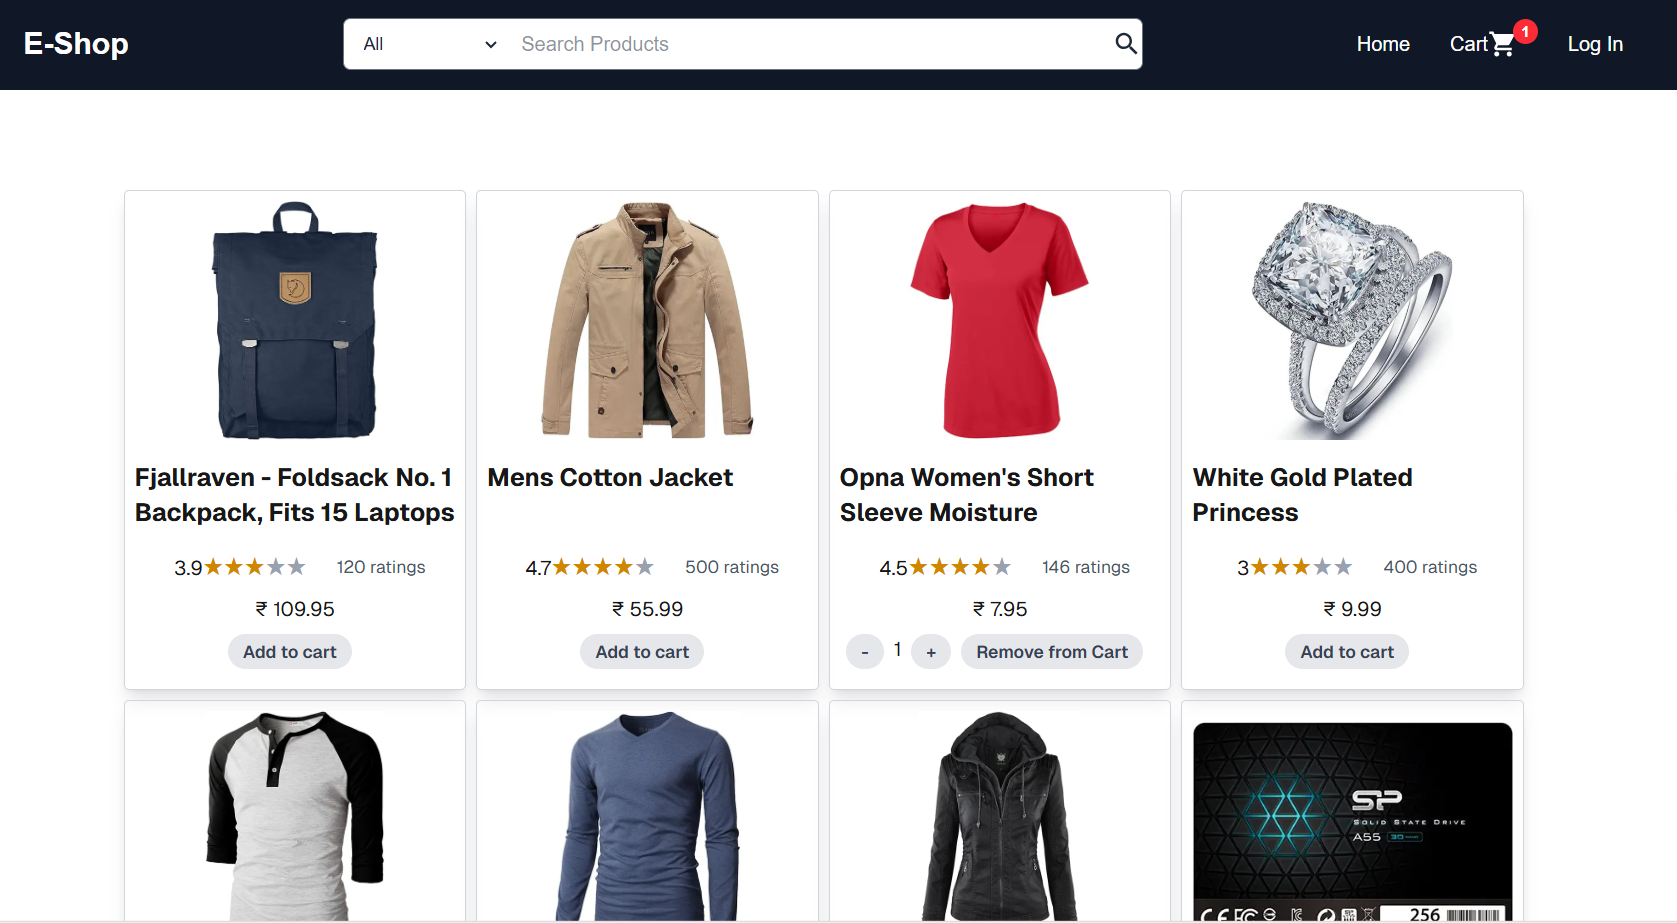 E-Shop
All
Search Products
Home
Cart
1
Log In
Fjallraven - Foldsack No. 1
Backpack, Fits 15 Laptops
3.9★★★★★ 120 ratings
₹ 109.95
Add to cart
Mens Cotton Jacket
4.7★★★★★ 500 ratings
₹ 55.99
Add to cart
Opna Women's Short
Sleeve Moisture
4.5★★★★★ 146 ratings
₹ 7.95
- 1 + Remove from Cart
White Gold Plated
Princess
3★★★★★ 400 ratings
₹ 9.99
Add to cart
SP
SOLID STATE DRIVE
A55
256